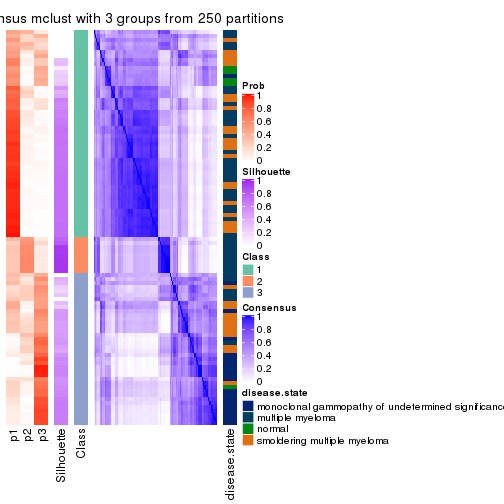 nsus mclust with 3 groups from 250 partitions
Prob
1
0.8
0.6
0.4
0.2
0
Silhouette
1
0.8
0.6
0.4
0.2
0
Class
1
2
3
Consensus
1
0.8
0.6
0.4
0.2
0
disease.state
monoclonal gammopathy of undetermined significance
multiple myeloma
normal
smoldering multiple myeloma
p1
p2
p3
Silhouette
Class
disease.state